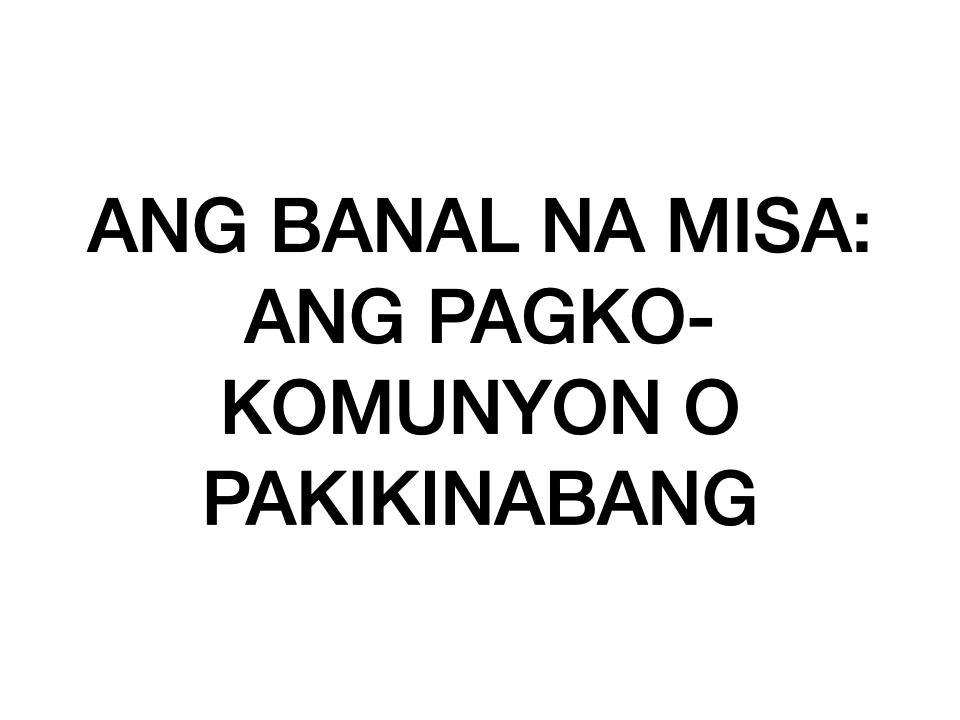 ANG BANAL NA MISA:
ANG PAGKO-
KOMUNYON O
PAKIKINABANG